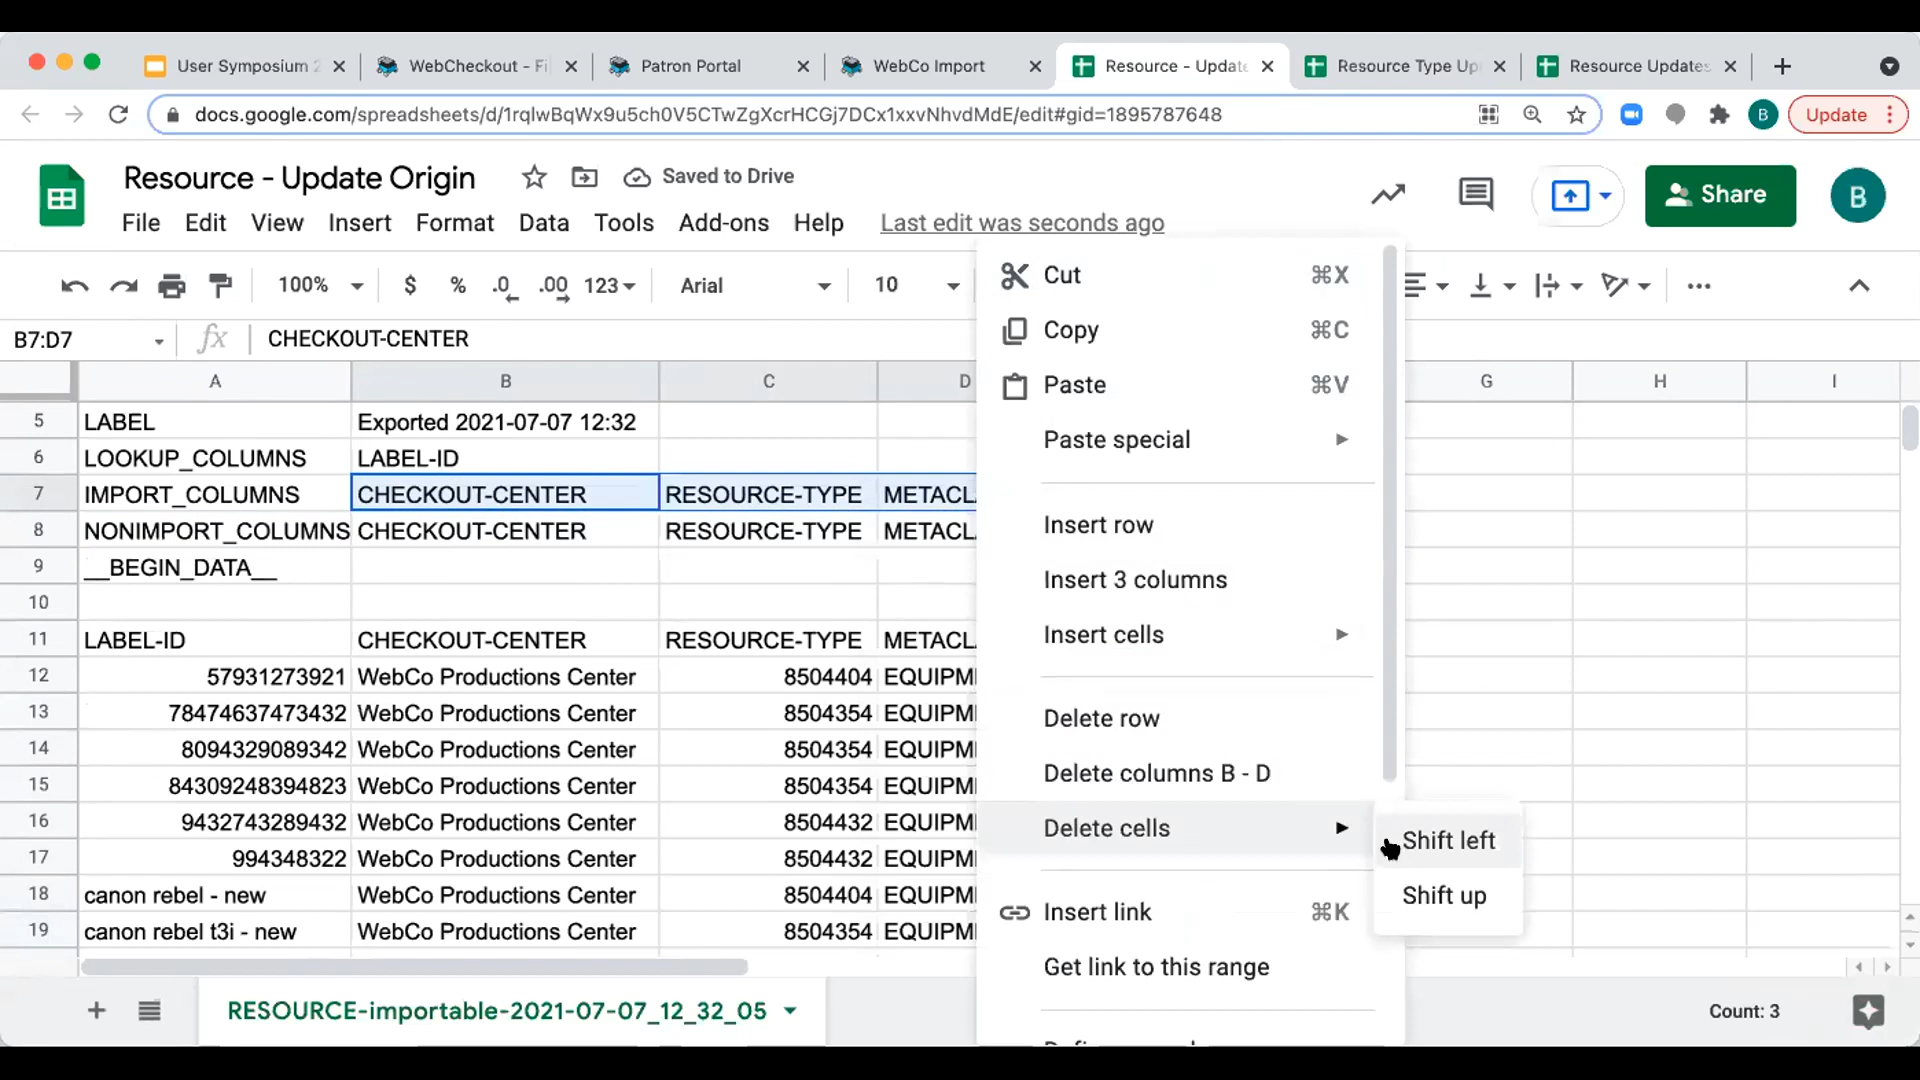 User Symposium 2
WebCheckout - Fi
Patron Portal
WebCo Import
Resource - Update
Resource Type Up
Resource Updates
docs.google.com/spreadsheets/d/1rqlwBqWx9u5ch0V5CTwZgXcrHCGj7DCx1xxvNhvdMdE/edit#gid=1895787648
B
Update
Resource - Update Origin
Saved to Drive
Share
B
File Edit View Insert Format Data Tools Add-ons Help Last edit was seconds ago
100% $ % .0 .00 123 Arial 10
B7:D7 fx CHECKOUT-CENTER
A B C D G H I
5 LABEL Exported 2021-07-07 12:32
6 LOOKUP_COLUMNS LABEL-ID
7 IMPORT_COLUMNS CHECKOUT-CENTER RESOURCE-TYPE METACL
8 NONIMPORT_COLUMNS CHECKOUT-CENTER RESOURCE-TYPE METACL
9 __BEGIN_DATA__
10
11 LABEL-ID CHECKOUT-CENTER RESOURCE-TYPE METACL
12 57931273921 WebCo Productions Center 8504404 EQUIPM
13 78474637473432 WebCo Productions Center 8504354 EQUIPM
14 8094329089342 WebCo Productions Center 8504354 EQUIPM
15 84309248394823 WebCo Productions Center 8504354 EQUIPM
16 9432743289432 WebCo Productions Center 8504432 EQUIPM
17 994348322 WebCo Productions Center 8504432 EQUIPM
18 canon rebel - new WebCo Productions Center 8504404 EQUIPM
19 canon rebel t3i - new WebCo Productions Center 8504354 EQUIPM
Cut ⌘X
Copy ⌘C
Paste ⌘V
Paste special
Insert row
Insert 3 columns
Insert cells
Delete row
Delete columns B - D
Delete cells
Shift left
Shift up
Insert link ⌘K
Get link to this range
RESOURCE-importable-2021-07-07_12_32_05
Count: 3